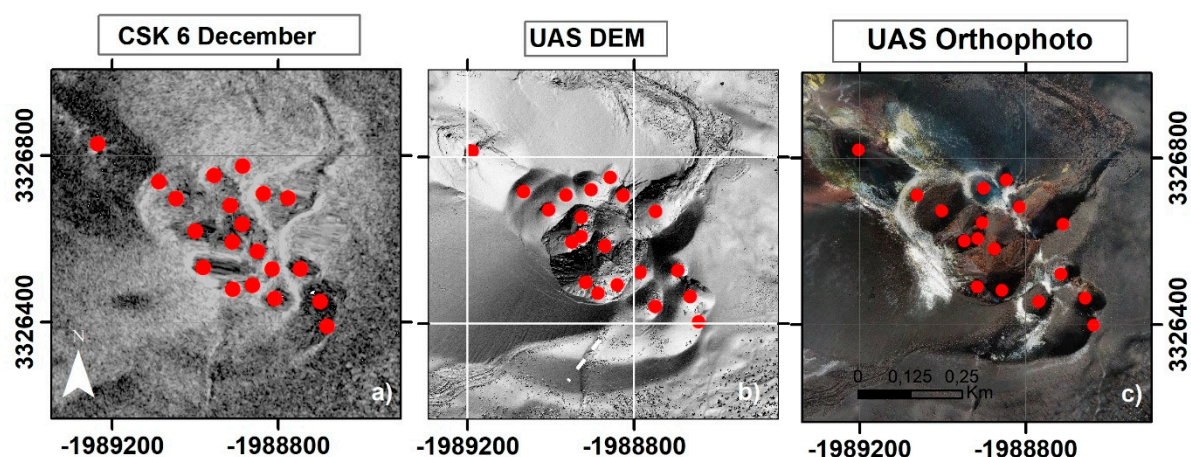 CSK 6 December
UAS DEM
UAS Orthophoto
3326800
3326400
N
a)
-1989200
-1988800
b)
-1989200
-1988800
0 0,125 0,25
Km
c)
3326800
3326400
-1989200
-1988800